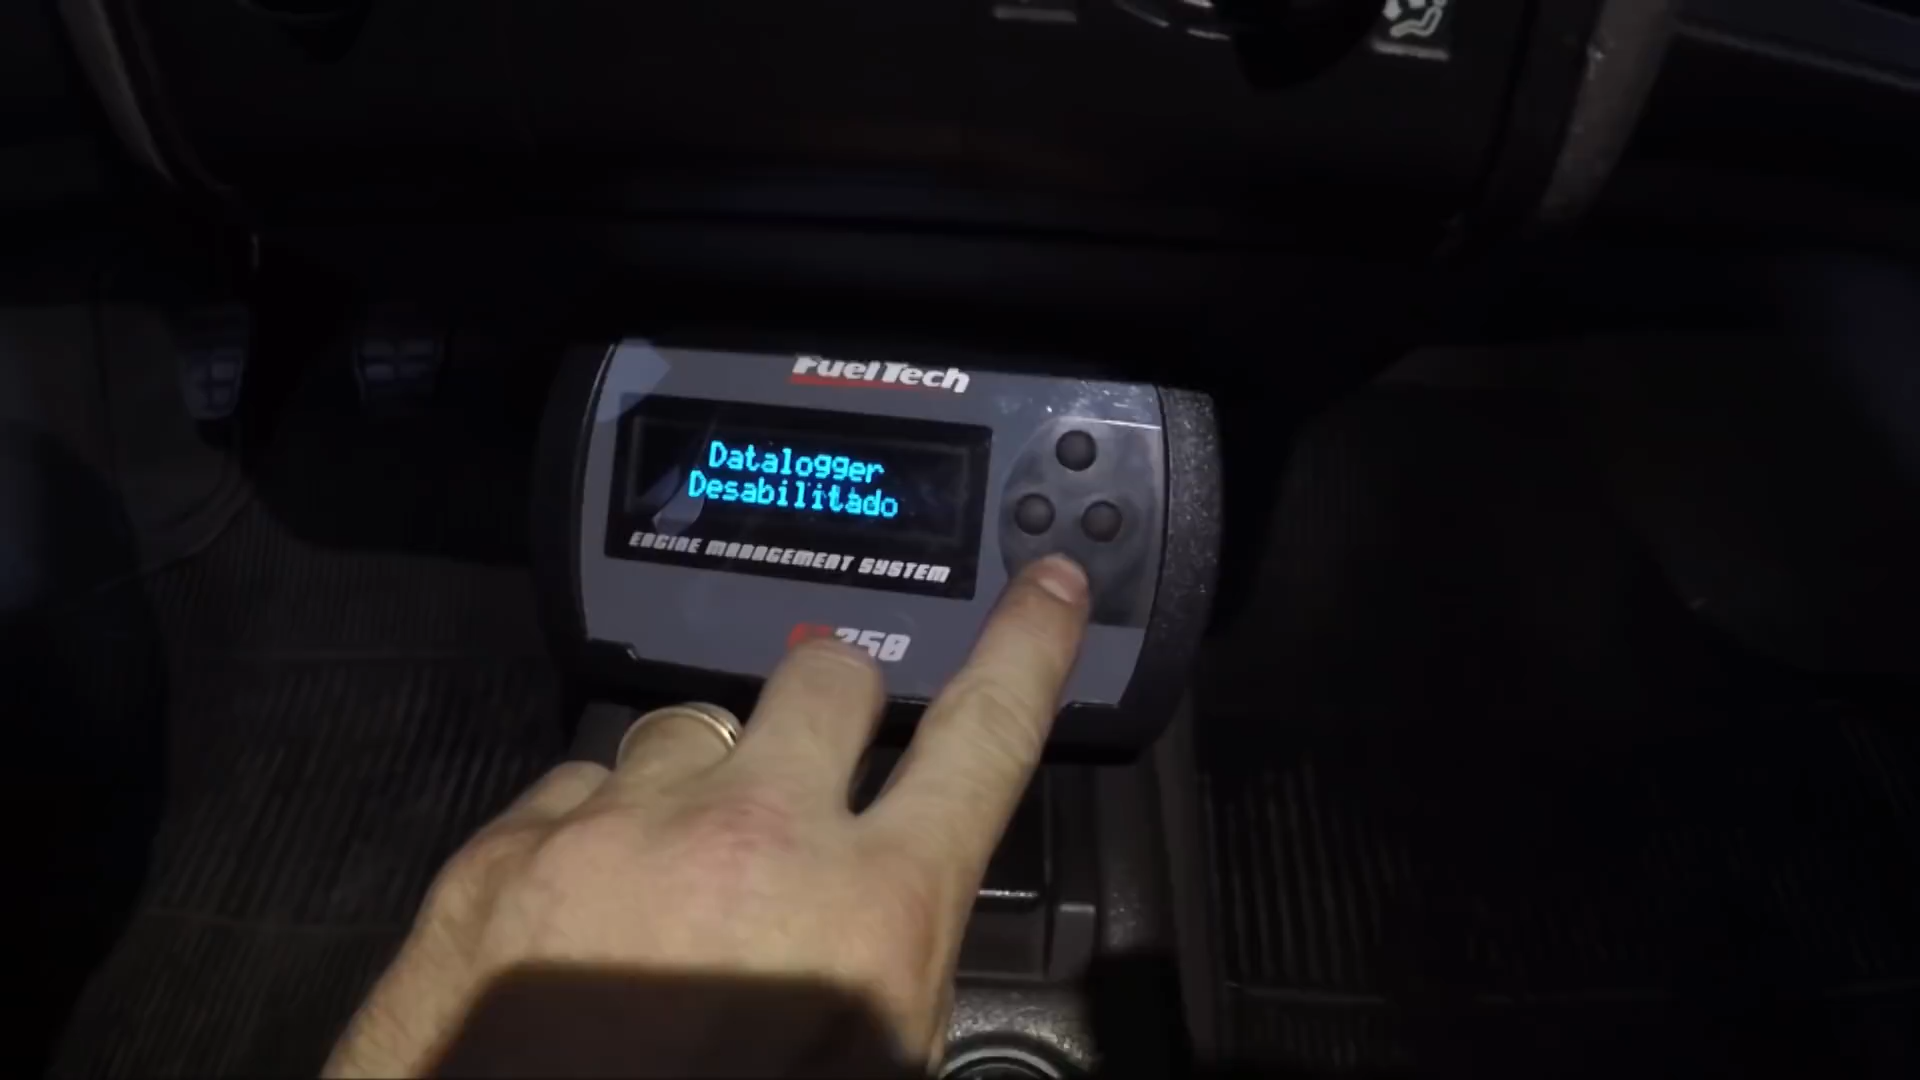 FuelTech
Datalogger
Desabilitado
ENGINE MANAGEMENT SYSTEM